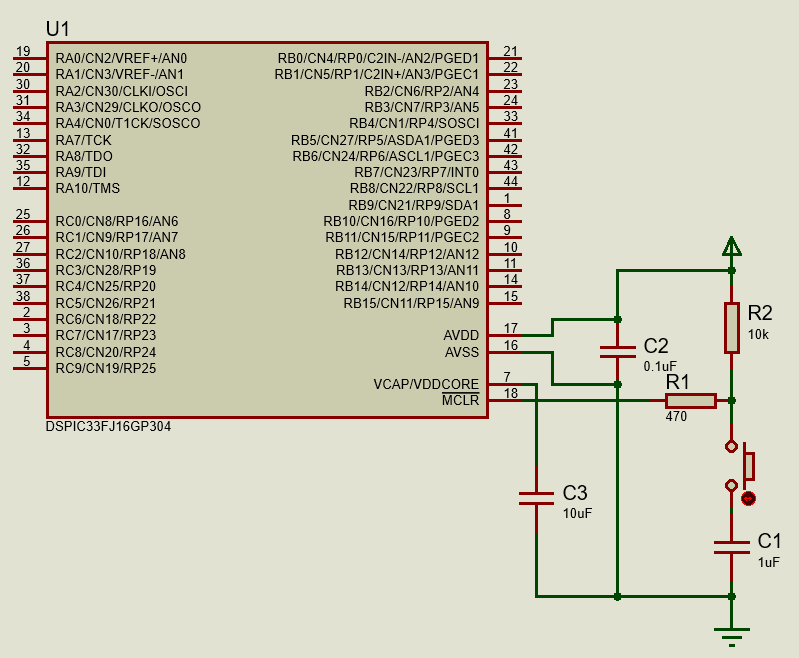 U1
19 RA0/CN2/VREF+/AN0 RB0/CN4/RP0/C2IN-/AN2/PGED1 21
20 RA1/CN3/VREF-/AN1 RB1/CN5/RP1/C2IN+/AN3/PGEC1 22
30 RA2/CN30/CLKI/OSCI RB2/CN6/RP2/AN4 23
31 RA3/CN29/CLKO/OSCO RB3/CN7/RP3/AN5 24
34 RA4/CN0/T1CK/SOSCO RB4/CN1/RP4/SOSCI 33
13 RA7/TCK RB5/CN27/RP5/ASDA1/PGED3 41
32 RA8/TDO RB6/CN24/RP6/ASCL1/PGEC3 42
35 RA9/TDI RB7/CN23/RP7/INT0 43
12 RA10/TMS RB8/CN22/RP8/SCL1 44
RB9/CN21/RP9/SDA1 1
25 RC0/CN8/RP16/AN6 RB10/CN16/RP10/PGED2 8
26 RC1/CN9/RP17/AN7 RB11/CN15/RP11/PGEC2 9
27 RC2/CN10/RP18/AN8 RB12/CN14/RP12/AN12 10
36 RC3/CN28/RP19 RB13/CN13/RP13/AN11 11
37 RC4/CN25/RP20 RB14/CN12/RP14/AN10 14
38 RC5/CN26/RP21 RB15/CN11/RP15/AN9 15
2 RC6/CN18/RP22
3 RC7/CN17/RP23 AVDD 17
4 RC8/CN20/RP24 AVSS 16
5 RC9/CN19/RP25
VCAP/VDDCORE 7
MCLR 18
DSPIC33FJ16GP304
R2
10k
C2
0.1uF
R1
470
C3
10uF
C1
1uF